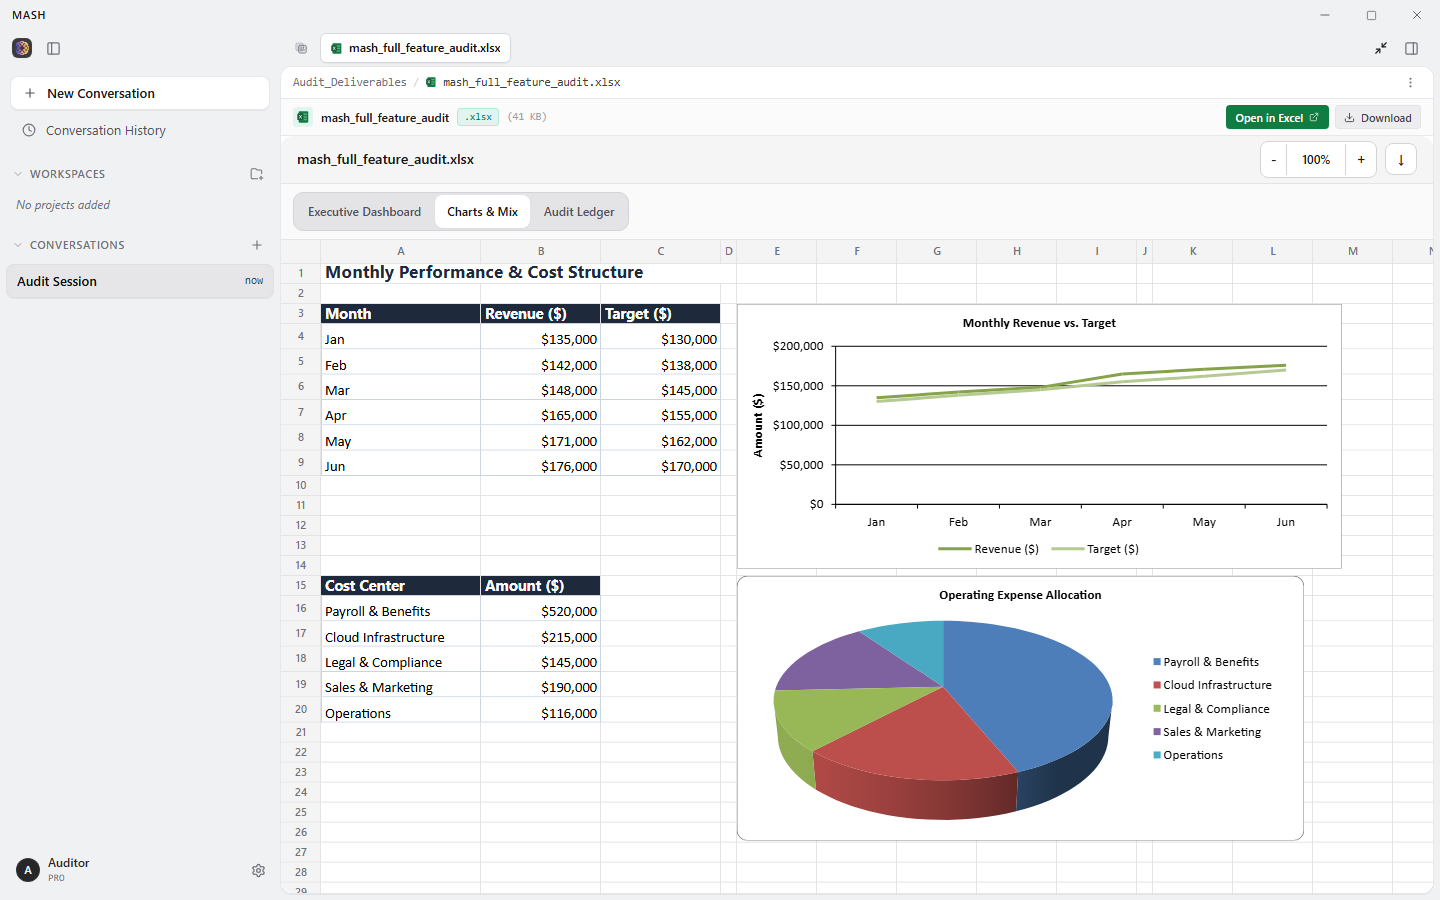 MASH
mash_full_feature_audit.xlsx
Audit_Deliverables / mash_full_feature_audit.xlsx
New Conversation
Conversation History
mash_full_feature_audit .xlsx (41 KB)
Open in Excel
Download
WORKSPACES
No projects added
CONVERSATIONS
Audit Session now
mash_full_feature_audit.xlsx
- 100% +
Executive Dashboard Charts & Mix Audit Ledger
A B C D E F G H I J K L M N
1 Monthly Performance & Cost Structure
2
3 Month Revenue ($) Target ($)
4 Jan $135,000 $130,000
5 Feb $142,000 $138,000
6 Mar $148,000 $145,000
7 Apr $165,000 $155,000
8 May $171,000 $162,000
9 Jun $176,000 $170,000
10
11
12
13
14
15 Cost Center Amount ($)
16 Payroll & Benefits $520,000
17 Cloud Infrastructure $215,000
18 Legal & Compliance $145,000
19 Sales & Marketing $190,000
20 Operations $116,000
21
22
23
24
25
26
27
28
29
Monthly Revenue vs. Target
Amount ($)
$200,000
$150,000
$100,000
$50,000
$0
Jan Feb Mar Apr May Jun
Revenue ($) Target ($)
Operating Expense Allocation
Payroll & Benefits
Cloud Infrastructure
Legal & Compliance
Sales & Marketing
Operations
A
Auditor
PRO